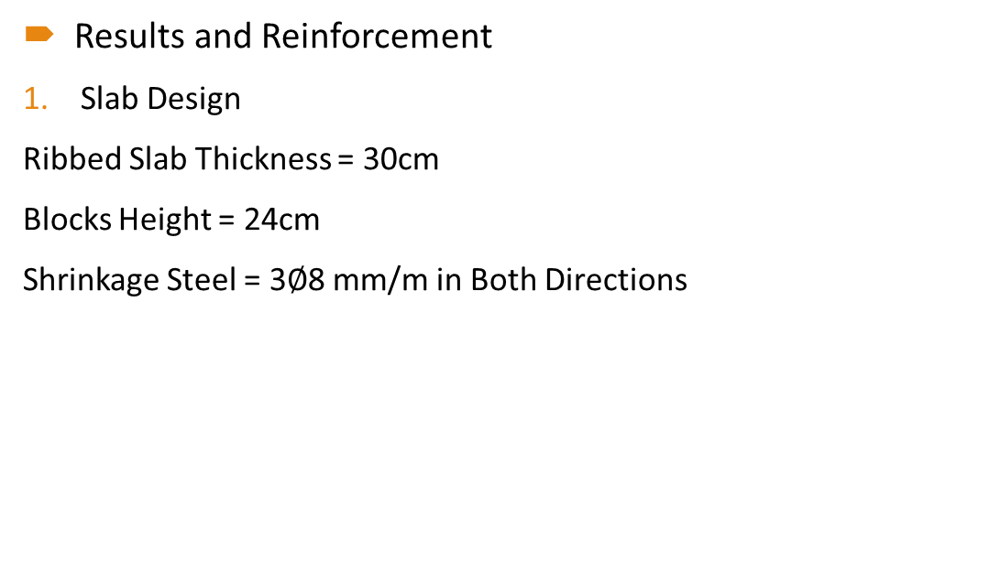 Results and Reinforcement
1. Slab Design
Ribbed Slab Thickness = 30cm
Blocks Height = 24cm
Shrinkage Steel = 3Ø8 mm/m in Both Directions